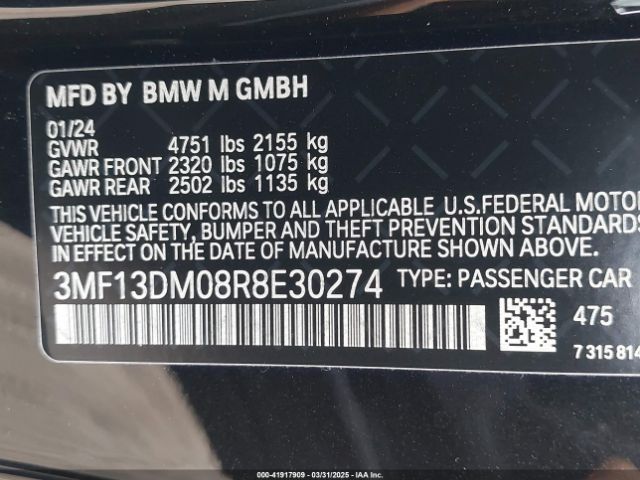 MFD BY BMW M GMBH
01/24
GVWR 4751 lbs 2155 kg
GAWR FRONT 2320 lbs 1075 kg
GAWR REAR 2502 lbs 1135 kg
THIS VEHICLE CONFORMS TO ALL APPLICABLE U.S.FEDERAL MOTOR
VEHICLE SAFETY, BUMPER AND THEFT PREVENTION STANDARDS
IN EFFECT ON THE DATE OF MANUFACTURE SHOWN ABOVE.
3MF13DM08R8E30274 TYPE: PASSENGER CAR
475
7 315 814
000-41917909 - 03/31/2025 - IAA Inc.